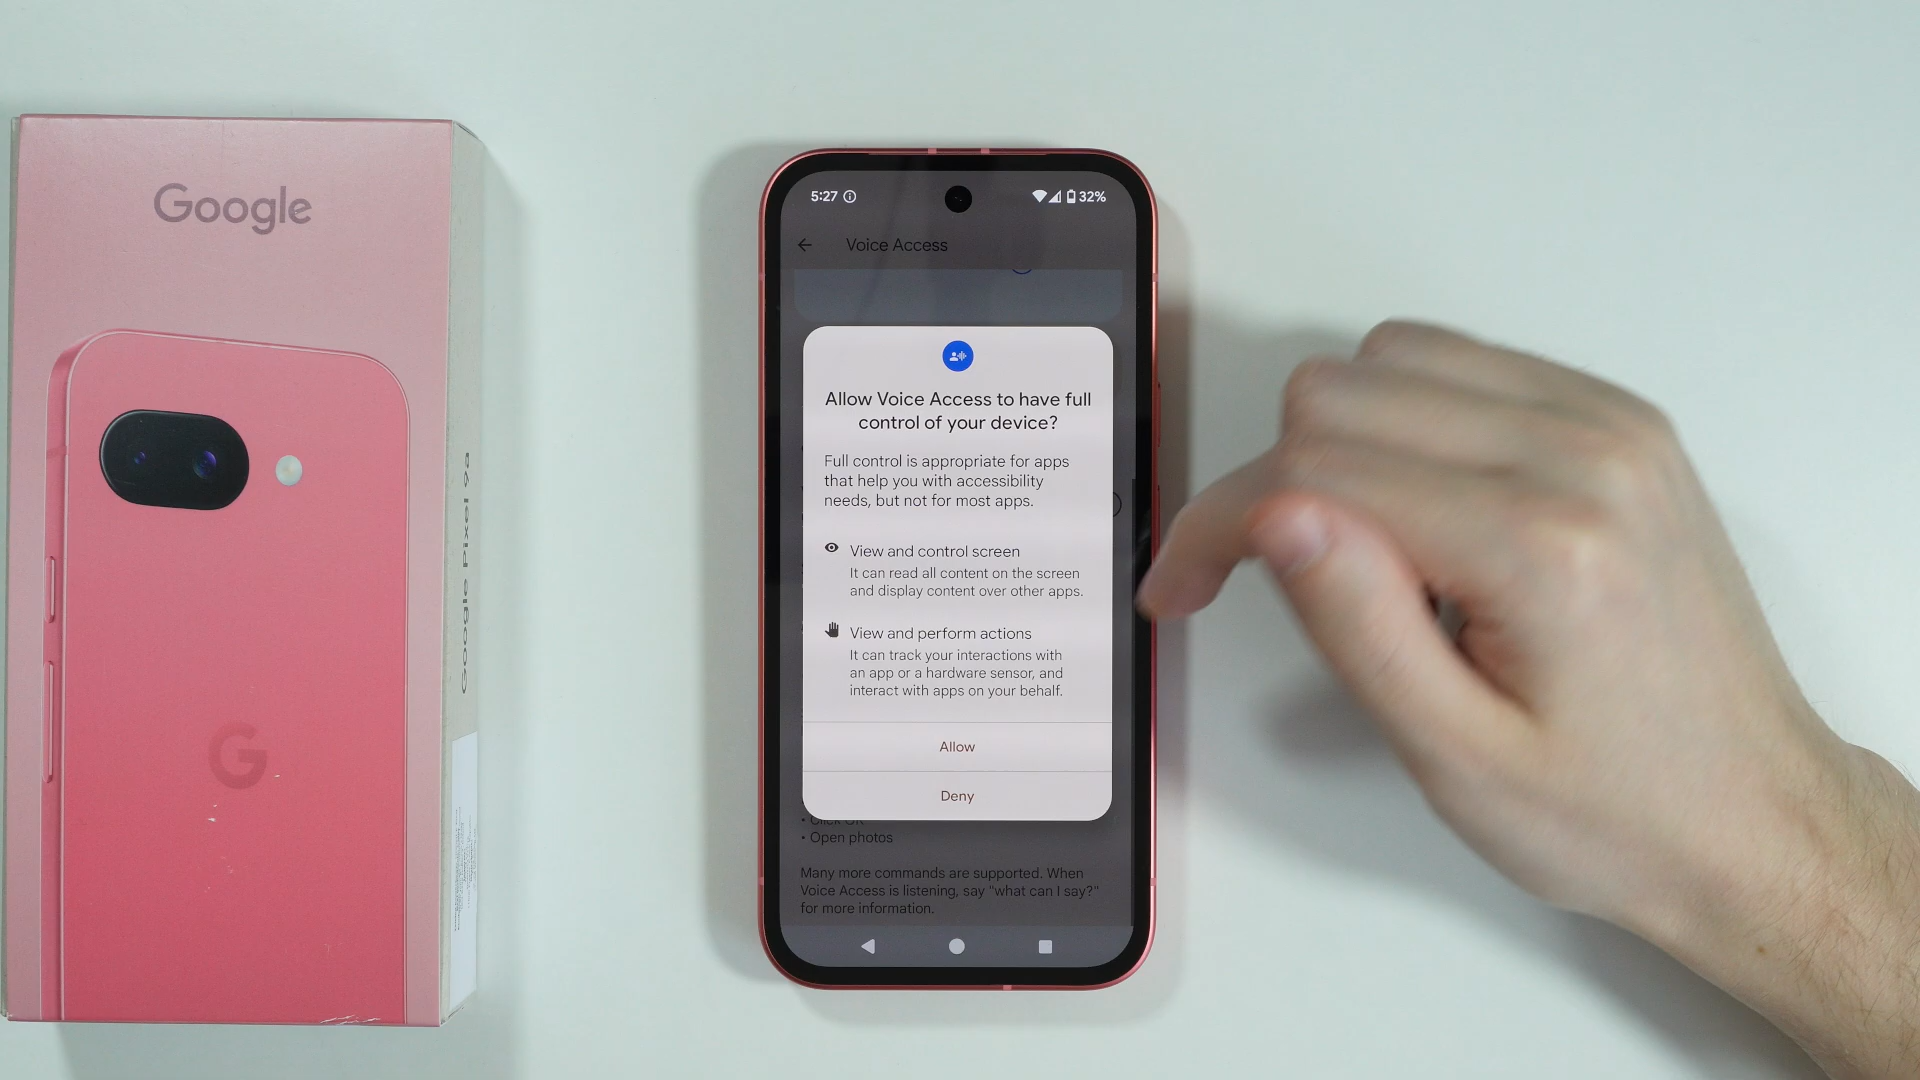 Google
Google Pixel 9a
G
5:27
32%
Voice Access
Allow Voice Access to have full
control of your device?
Full control is appropriate for apps
that help you with accessibility
needs, but not for most apps.
View and control screen
It can read all content on the screen
and display content over other apps.
View and perform actions
It can track your interactions with
an app or a hardware sensor, and
interact with apps on your behalf.
Allow
Deny
• Click OK
• Open photos
Many more commands are supported. When
Voice Access is listening, say "what can I say?"
for more information.